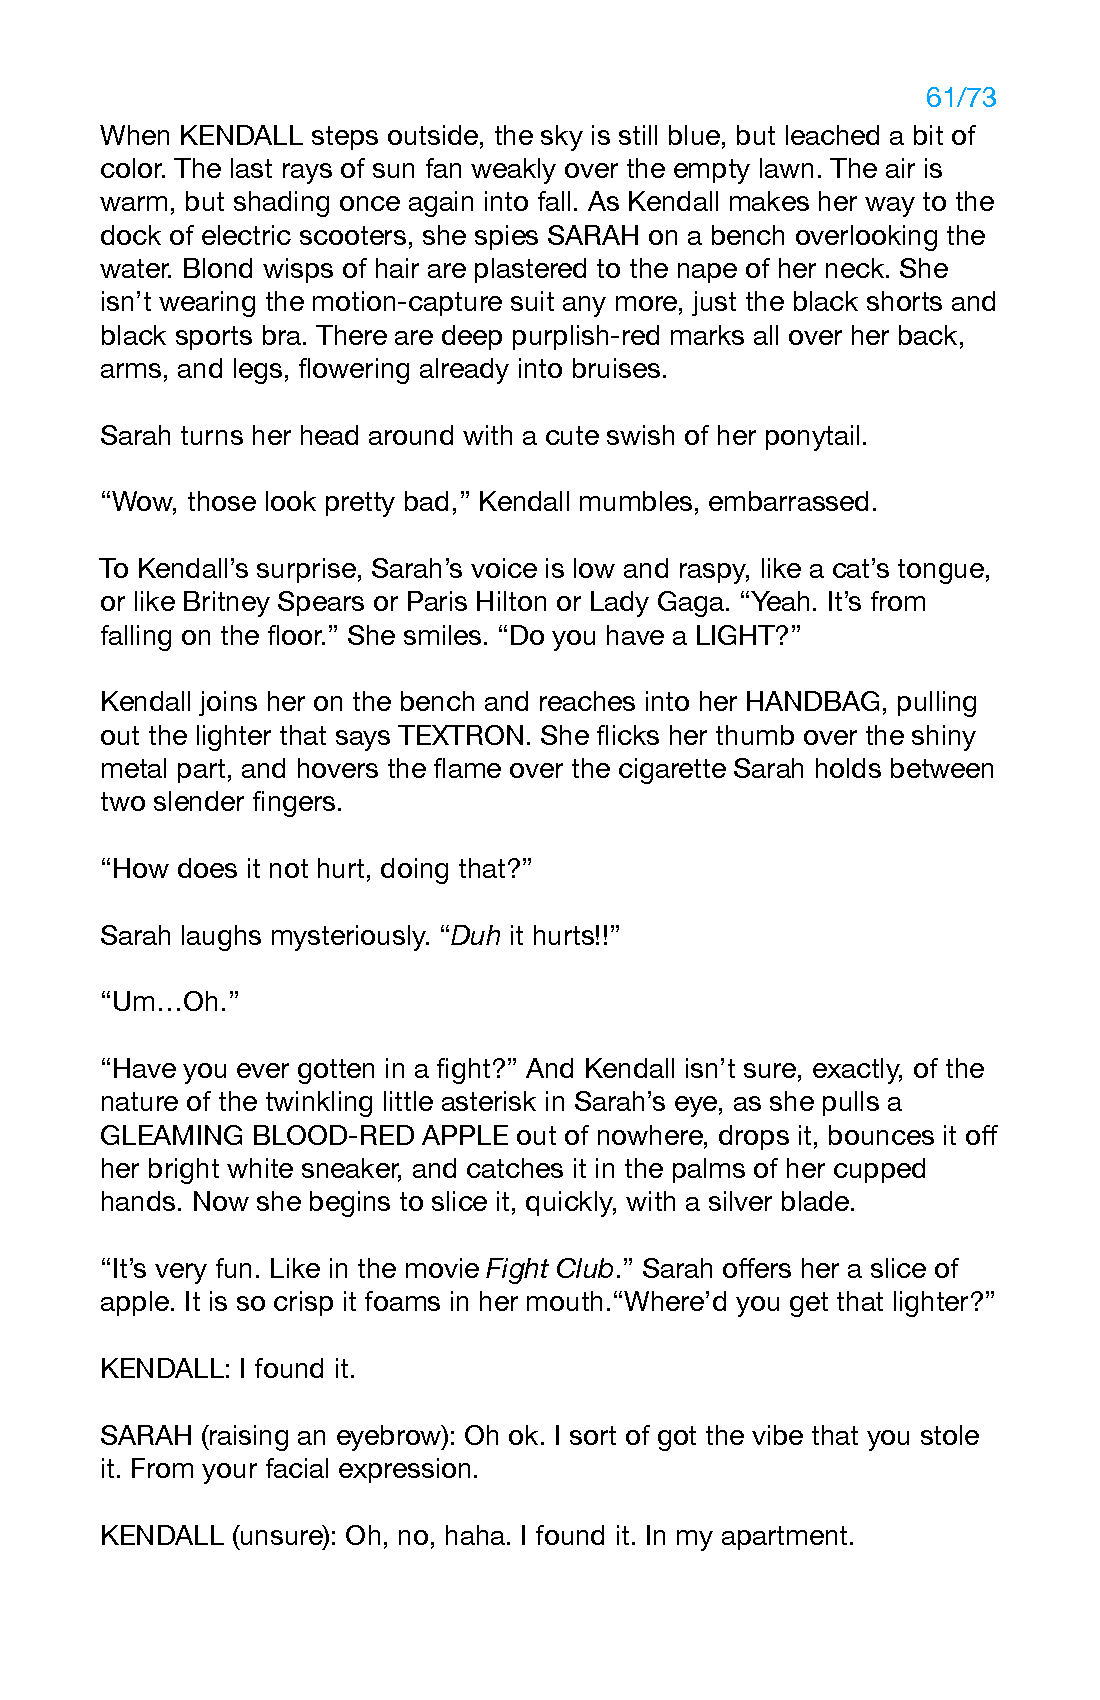 61/73
When KENDALL steps outside, the sky is still blue, but leached a bit of
color. The last rays of sun fan weakly over the empty lawn. The air is
warm, but shading once again into fall. As Kendall makes her way to the
dock of electric scooters, she spies SARAH on a bench overlooking the
water. Blond wisps of hair are plastered to the nape of her neck. She
isn’t wearing the motion-capture suit any more, just the black shorts and
black sports bra. There are deep purplish-red marks all over her back,
arms, and legs, flowering already into bruises.
Sarah turns her head around with a cute swish of her ponytail.
“Wow, those look pretty bad,” Kendall mumbles, embarrassed.
To Kendall’s surprise, Sarah’s voice is low and raspy, like a cat’s tongue,
or like Britney Spears or Paris Hilton or Lady Gaga. “Yeah. It’s from
falling on the floor.” She smiles. “Do you have a LIGHT?”
Kendall joins her on the bench and reaches into her HANDBAG, pulling
out the lighter that says TEXTRON. She flicks her thumb over the shiny
metal part, and hovers the flame over the cigarette Sarah holds between
two slender fingers.
“How does it not hurt, doing that?”
Sarah laughs mysteriously. “Duh it hurts!!”
“Um…Oh.”
“Have you ever gotten in a fight?” And Kendall isn’t sure, exactly, of the
nature of the twinkling little asterisk in Sarah’s eye, as she pulls a
GLEAMING BLOOD-RED APPLE out of nowhere, drops it, bounces it off
her bright white sneaker, and catches it in the palms of her cupped
hands. Now she begins to slice it, quickly, with a silver blade.
“It’s very fun. Like in the movie Fight Club.” Sarah offers her a slice of
apple. It is so crisp it foams in her mouth.“Where’d you get that lighter?”
KENDALL: I found it.
SARAH (raising an eyebrow): Oh ok. I sort of got the vibe that you stole
it. From your facial expression.
KENDALL (unsure): Oh, no, haha. I found it. In my apartment.